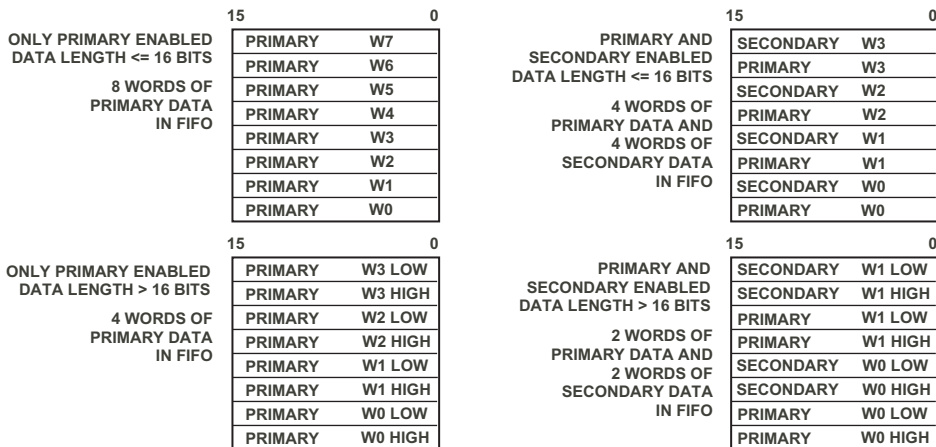 15 0
ONLY PRIMARY ENABLED
DATA LENGTH <= 16 BITS
8 WORDS OF
PRIMARY DATA
IN FIFO
PRIMARY W7
PRIMARY W6
PRIMARY W5
PRIMARY W4
PRIMARY W3
PRIMARY W2
PRIMARY W1
PRIMARY W0
15 0
PRIMARY AND
SECONDARY ENABLED
DATA LENGTH <= 16 BITS
4 WORDS OF
PRIMARY DATA AND
4 WORDS OF
SECONDARY DATA
IN FIFO
SECONDARY W3
PRIMARY W3
SECONDARY W2
PRIMARY W2
SECONDARY W1
PRIMARY W1
SECONDARY W0
PRIMARY W0
15 0
ONLY PRIMARY ENABLED
DATA LENGTH > 16 BITS
4 WORDS OF
PRIMARY DATA
IN FIFO
PRIMARY W3 LOW
PRIMARY W3 HIGH
PRIMARY W2 LOW
PRIMARY W2 HIGH
PRIMARY W1 LOW
PRIMARY W1 HIGH
PRIMARY W0 LOW
PRIMARY W0 HIGH
15 0
PRIMARY AND
SECONDARY ENABLED
DATA LENGTH > 16 BITS
2 WORDS OF
PRIMARY DATA AND
2 WORDS OF
SECONDARY DATA
IN FIFO
SECONDARY W1 LOW
SECONDARY W1 HIGH
PRIMARY W1 LOW
PRIMARY W1 HIGH
SECONDARY W0 LOW
SECONDARY W0 HIGH
PRIMARY W0 LOW
PRIMARY W0 HIGH